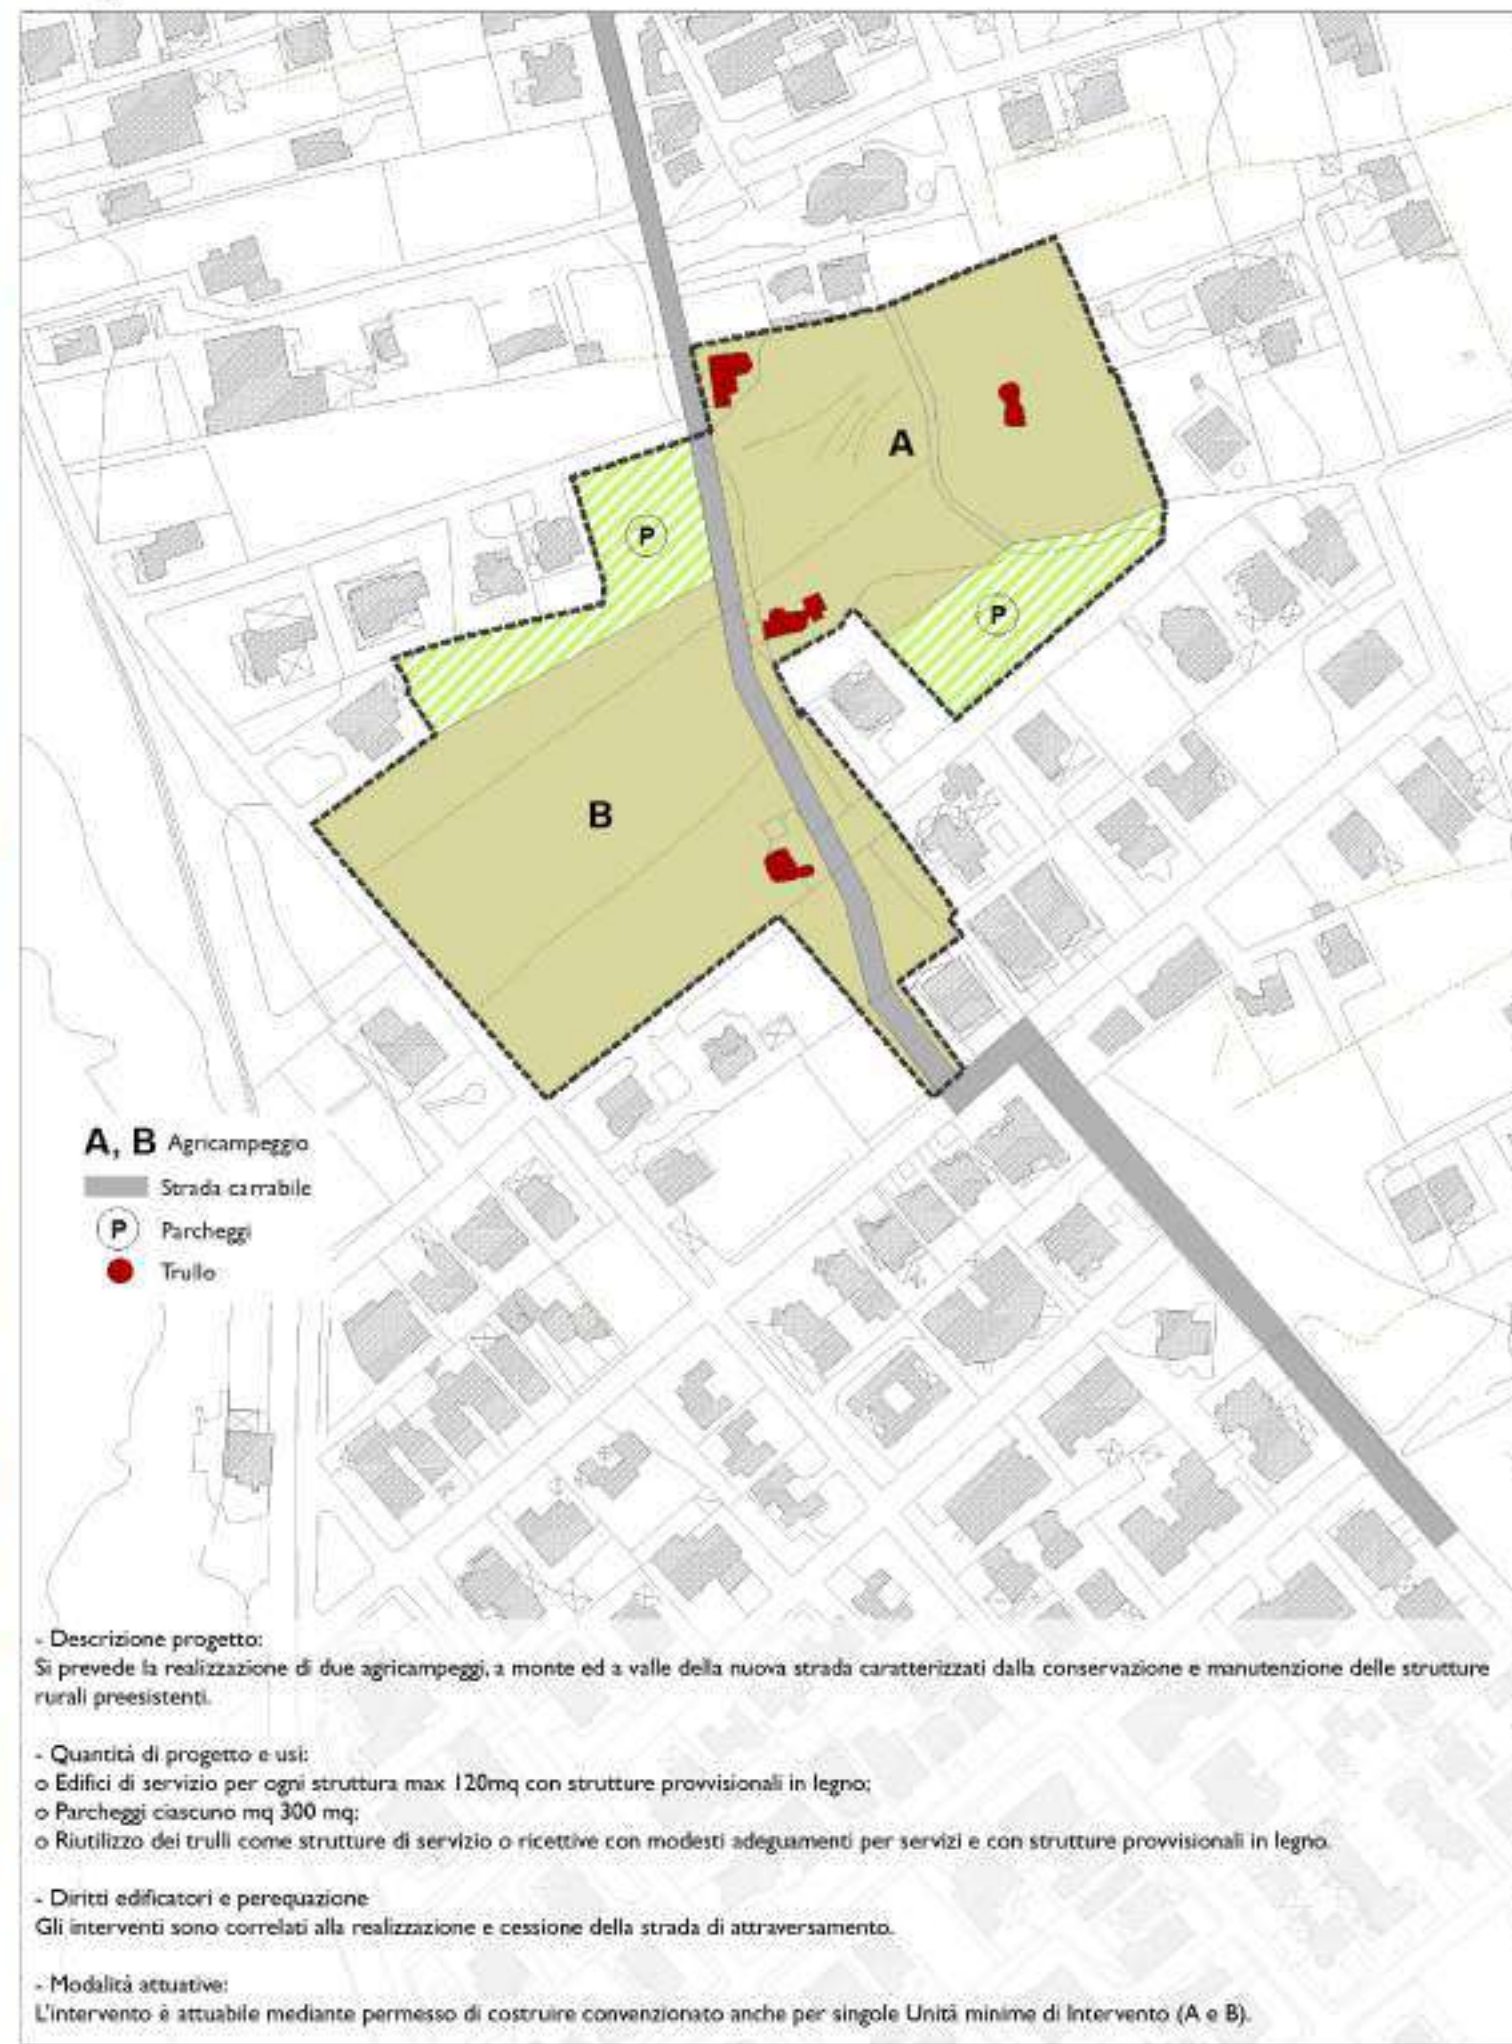 A
P
P
B
A, B Agricampeggio
Strada carrabile
P Parcheggi
Trullo
- Descrizione progetto:
Si prevede la realizzazione di due agricampeggi, a monte ed a valle della nuova strada caratterizzati dalla conservazione e manutenzione delle strutture
rurali preesistenti.
- Quantità di progetto e usi:
o Edifici di servizio per ogni struttura max 120mq con strutture provvisionali in legno;
o Parcheggi ciascuno mq 300 mq;
o Riutilizzo dei trulli come strutture di servizio o ricettive con modesti adeguamenti per servizi e con strutture provvisionali in legno.
- Diritti edificatori e perequazione
Gli interventi sono correlati alla realizzazione e cessione della strada di attraversamento.
- Modalità attuative:
L'intervento è attuabile mediante permesso di costruire convenzionato anche per singole Unità minime di Intervento (A e B).